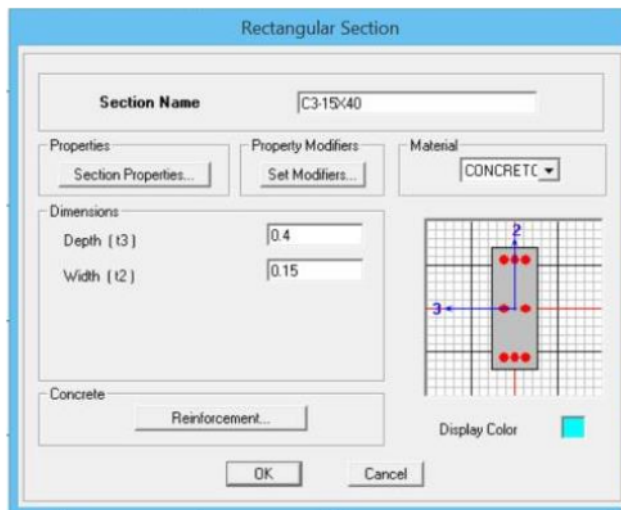 Rectangular Section
Section Name C3-15X40
Properties
Section Properties...
Property Modifiers
Set Modifiers...
Material
CONCRETC
Dimensions
Depth ( t3 ) 0.4
Width ( t2 ) 0.15
2
3
Concrete
Reinforcement...
Display Color
OK Cancel